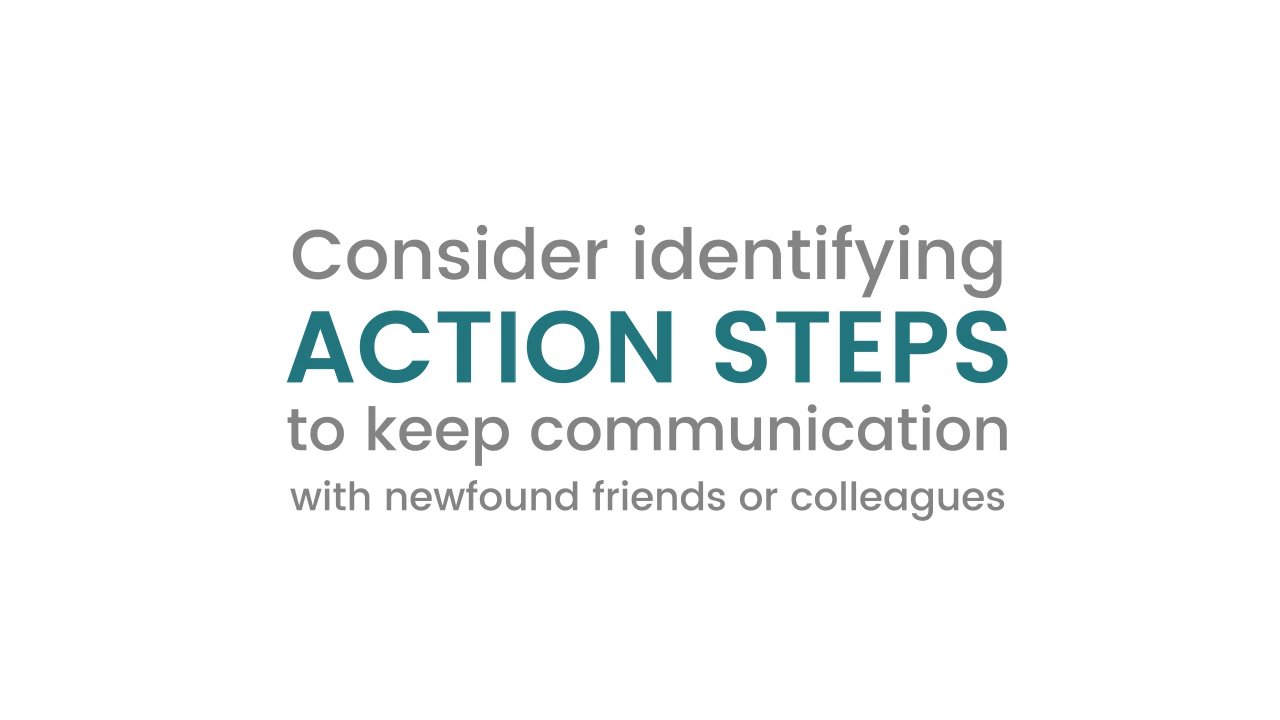 Consider identifying
ACTION STEPS
to keep communication
with newfound friends or colleagues